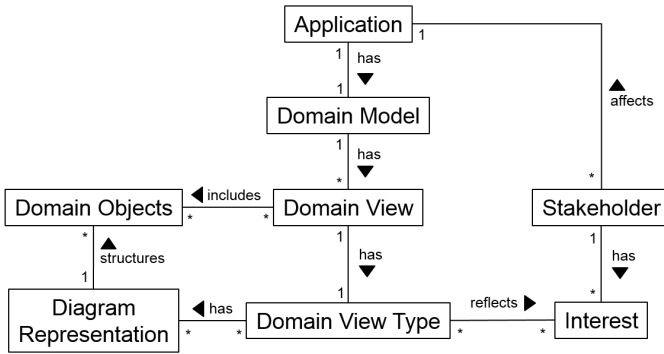 Application
1
1
has
affects
1
Domain Model
1
has
*
*
includes
Domain Objects
*
*
Domain View
Stakeholder
*
structures
1
has
1
has
1
1
*
Diagram
Representation
has
*
*
Domain View Type
reflects
*
*
Interest